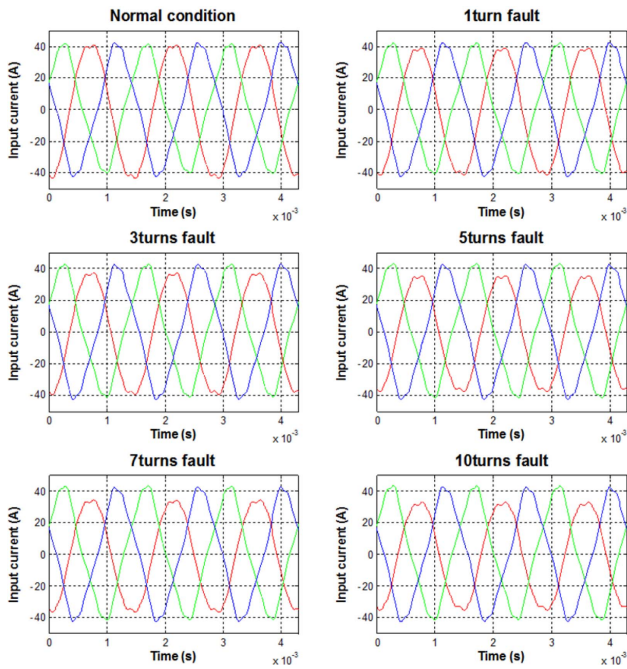 Normal condition
1turn fault
Input current (A)
40
20
0
-20
-40
0 1 2 3 4
Time (s)
x 10⁻³
Input current (A)
40
20
0
-20
-40
0 1 2 3 4
Time (s)
x 10⁻³
3turns fault
5turns fault
Input current (A)
40
20
0
-20
-40
0 1 2 3 4
Time (s)
x 10⁻³
Input current (A)
40
20
0
-20
-40
0 1 2 3 4
Time (s)
x 10⁻³
7turns fault
10turns fault
Input current (A)
40
20
0
-20
-40
0 1 2 3 4
Time (s)
x 10⁻³
Input current (A)
40
20
0
-20
-40
0 1 2 3 4
Time (s)
x 10⁻³